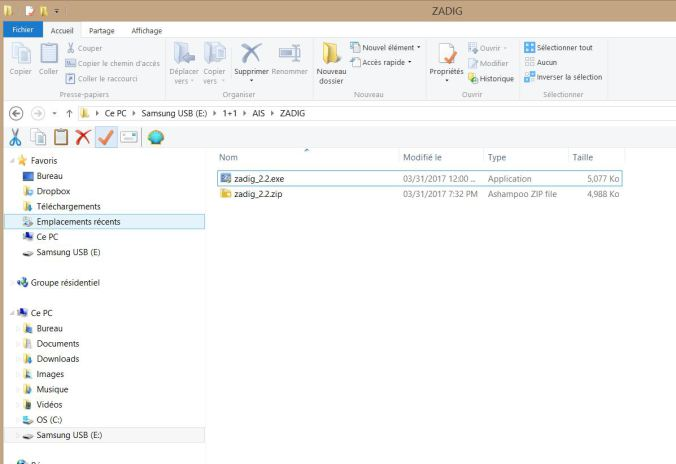 ZADIG
Fichier Accueil Partage Affichage
Copier
Coller
Couper
Copier le chemin d'accès
Coller le raccourci
Presse-papiers
Déplacer vers
Copier vers
Supprimer
Renommer
Organiser
Nouveau dossier
Nouvel élément
Accès rapide
Nouveau
Propriétés
Ouvrir
Modifier
Historique
Ouvrir
Sélectionner tout
Aucun
Inverser la sélection
Sélectionner
Ce PC Samsung USB (E:) 1+1 AIS ZADIG
Favoris
Bureau
Dropbox
Téléchargements
Emplacements récents
Ce PC
Samsung USB (E)
Groupe résidentiel
Ce PC
Bureau
Documents
Downloads
Images
Musique
Vidéos
OS (C:)
Samsung USB (E:)
Nom Modifié le Type Taille
zadig_2.2.exe 03/31/2017 12:00 ... Application 5,077 Ko
zadig_2.2.zip 03/31/2017 7:32 PM Ashampoo ZIP file 4,988 Ko